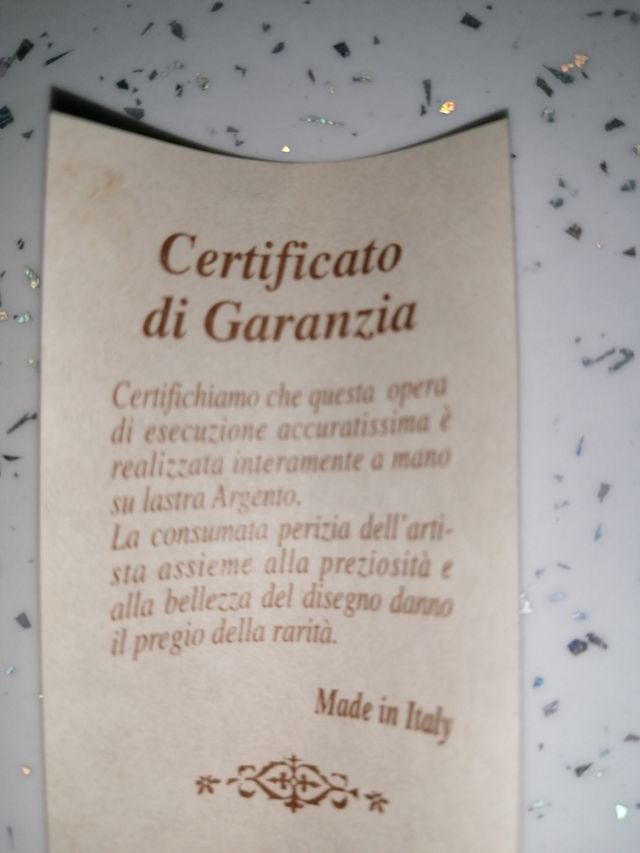 Certificato
di Garanzia
Certifichiamo che questa opera
di esecuzione accuratissima è
realizzata interamente a mano
su lastra Argento.
La consumata perizia dell'arti-
sta assieme alla preziosità e
alla bellezza del disegno danno
il pregio della rarità.
Made in Italy